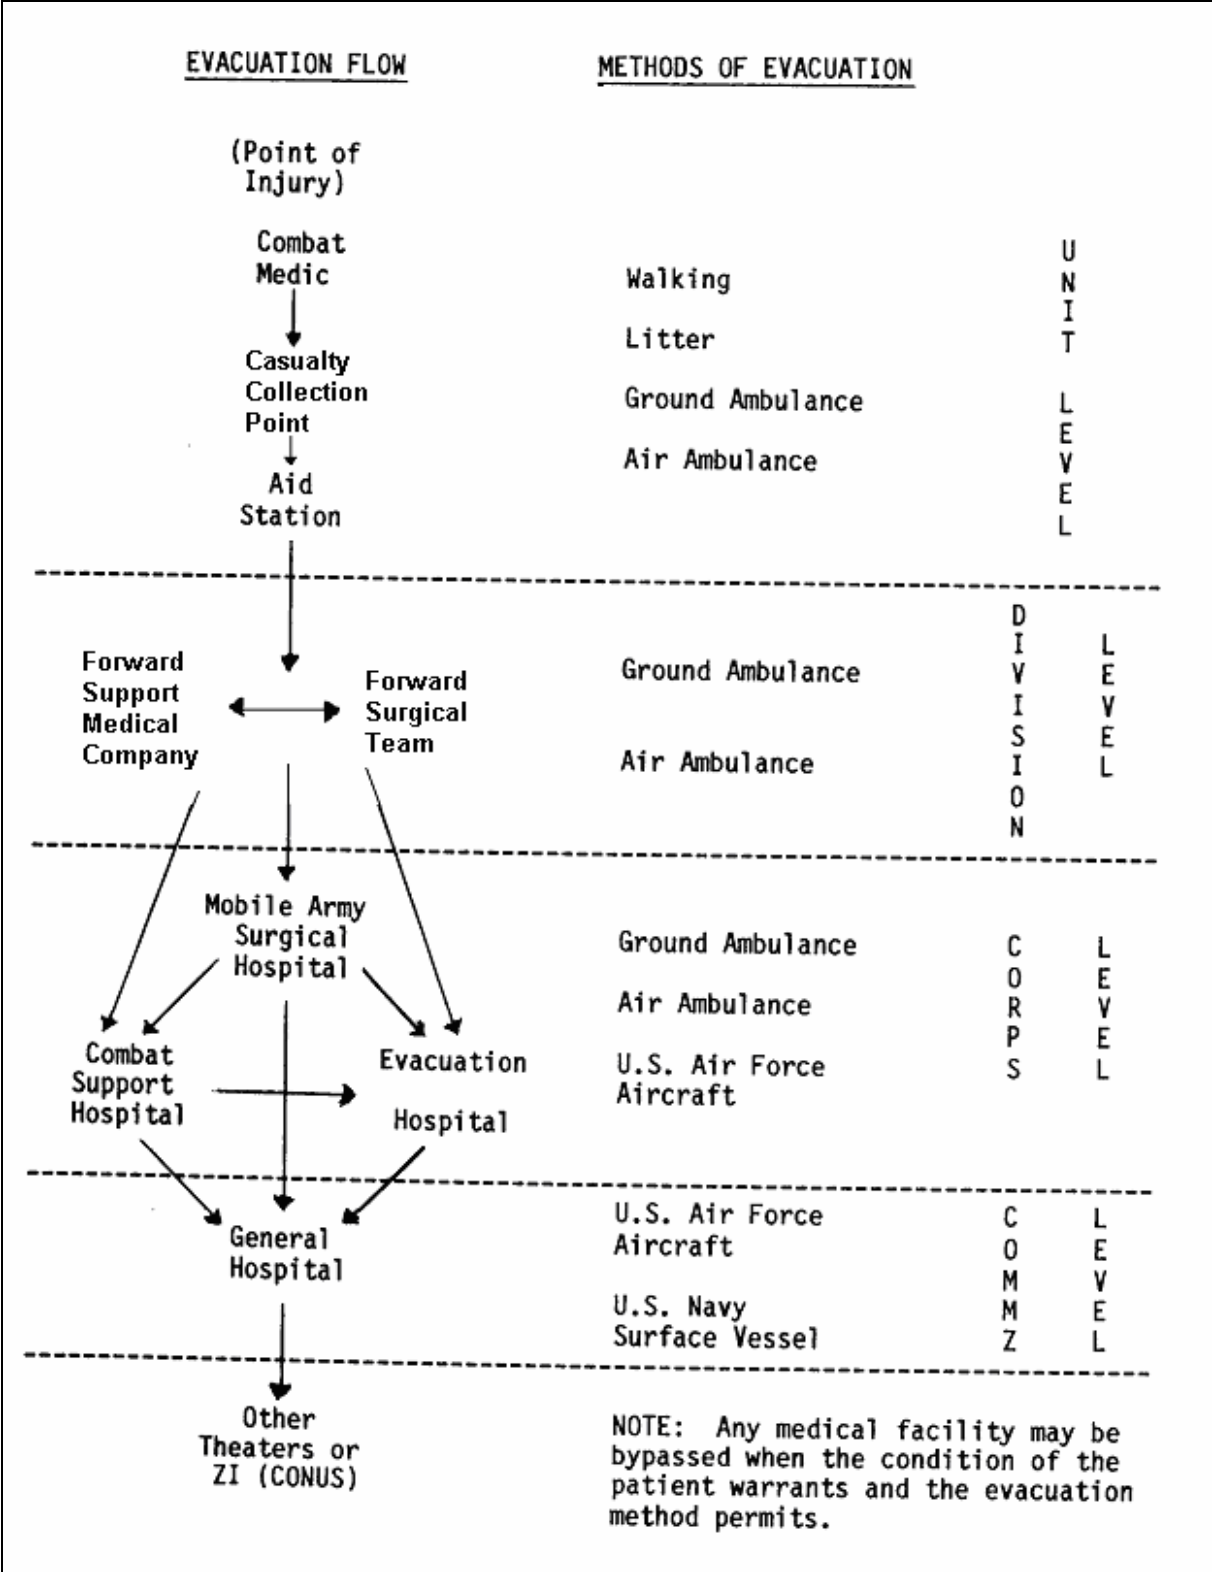 EVACUATION FLOW
METHODS OF EVACUATION
(Point of
Injury)
Combat
Medic
Casualty
Collection
Point
Aid
Station
Walking
Litter
Ground Ambulance
Air Ambulance
UNIT
LEVEL
Forward
Support
Medical
Company
Forward
Surgical
Team
Ground Ambulance
Air Ambulance
DIVISION
LEVEL
Mobile Army
Surgical
Hospital
Combat
Support
Hospital
Evacuation
Hospital
Ground Ambulance
Air Ambulance
U.S. Air Force
Aircraft
CORPS
LEVEL
General
Hospital
U.S. Air Force
Aircraft
U.S. Navy
Surface Vessel
COMMZ
LEVEL
Other
Theaters or
ZI (CONUS)
NOTE: Any medical facility may be
bypassed when the condition of the
patient warrants and the evacuation
method permits.